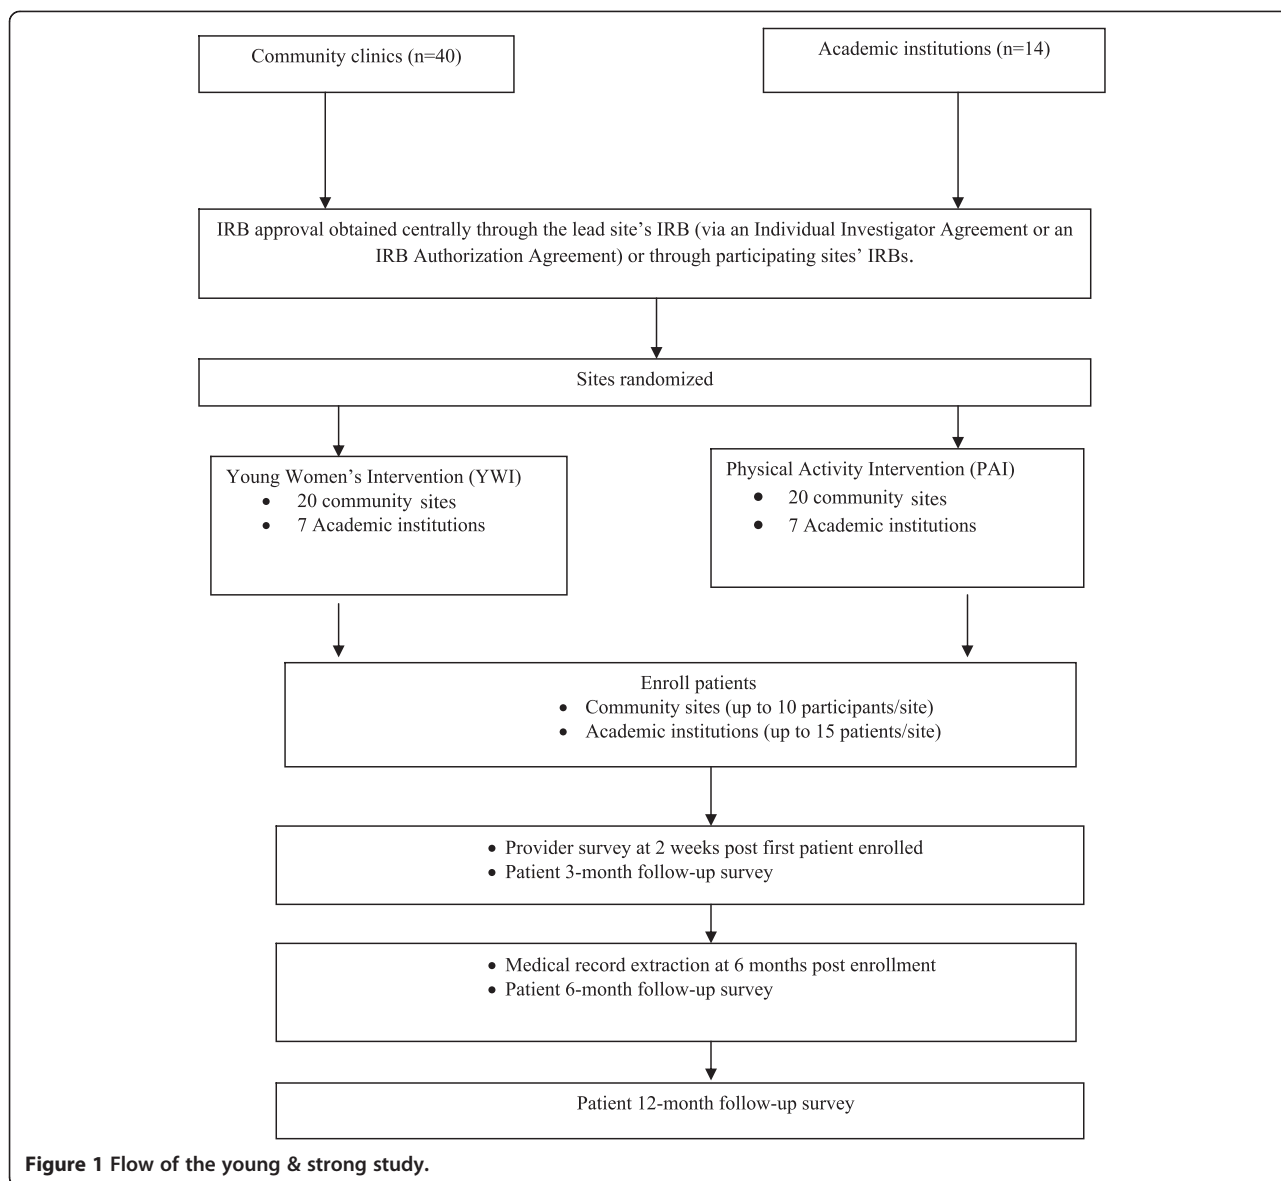 Community clinics (n=40)
Academic institutions (n=14)
IRB approval obtained centrally through the lead site's IRB (via an Individual Investigator Agreement or an
IRB Authorization Agreement) or through participating sites' IRBs.
Sites randomized
Young Women's Intervention (YWI)
• 20 community sites
• 7 Academic institutions
Physical Activity Intervention (PAI)
• 20 community sites
• 7 Academic institutions
Enroll patients
• Community sites (up to 10 participants/site)
• Academic institutions (up to 15 patients/site)
• Provider survey at 2 weeks post first patient enrolled
• Patient 3-month follow-up survey
• Medical record extraction at 6 months post enrollment
• Patient 6-month follow-up survey
Patient 12-month follow-up survey
Figure 1 Flow of the young & strong study.